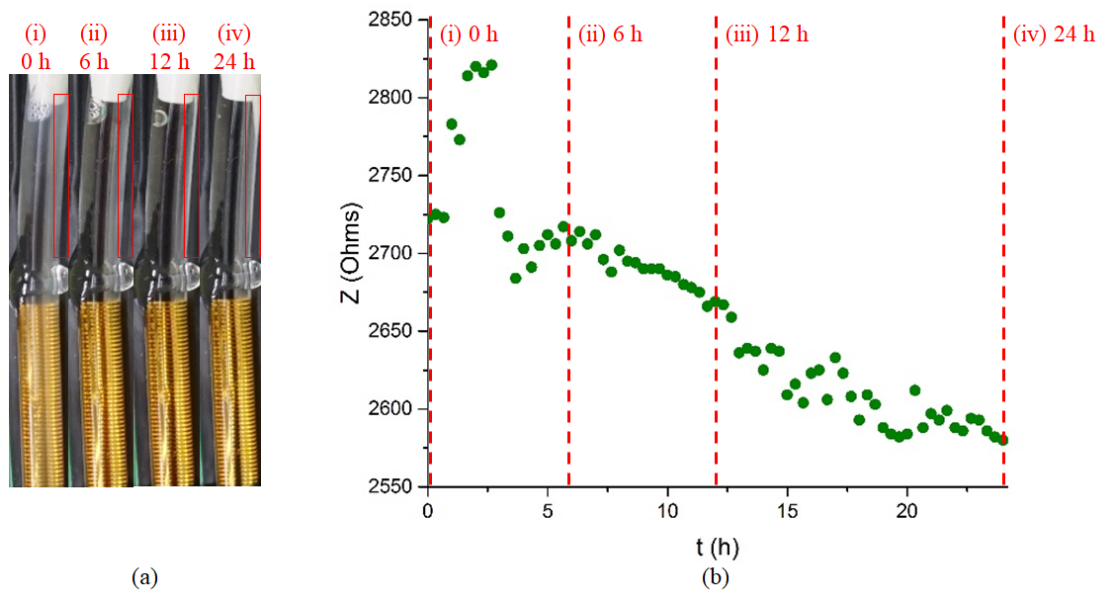 (i) (ii) (iii) (iv)
0 h 6 h 12 h 24 h
(a)
2850
2800
2750
2700
2650
2600
2550
Z (Ohms)
(i) 0 h (ii) 6 h (iii) 12 h (iv) 24 h
0 5 10 15 20
t (h)
(b)